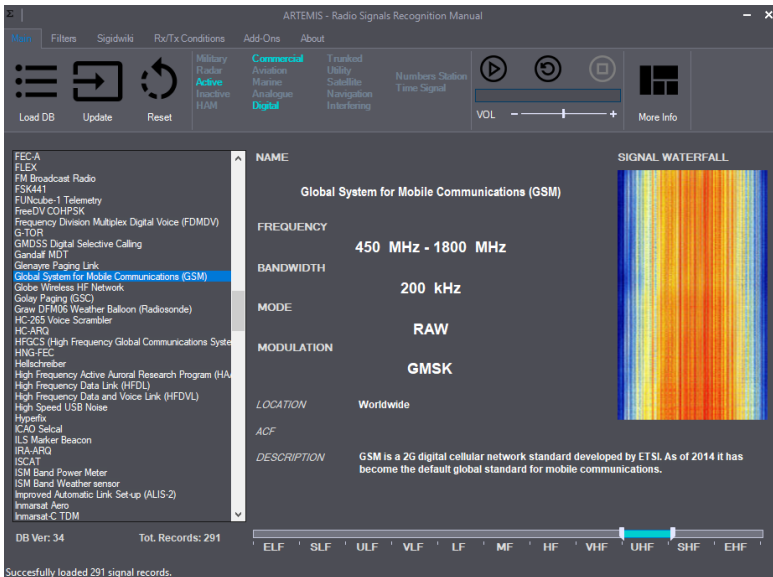 Σ
ARTEMIS - Radio Signals Recognition Manual
Main Filters Sigidwiki Rx/Tx Conditions Add-Ons About
Load DB
Update
Reset
Military
Radar
Active
Inactive
HAM
Commercial
Aviation
Marine
Analogue
Digital
Trunked
Utility
Satellite
Navigation
Interfering
Numbers Station
Time Signal
VOL - +
More Info
FEC-A
FLEX
FM Broadcast Radio
FSK441
FUNcube-1 Telemetry
FreeDV COHPSK
Frequency Division Multiplex Digital Voice (FDMDV)
G-TOR
GMDSS Digital Selective Calling
Gandalf MDT
Glenayre Paging Link
Global System for Mobile Communications (GSM)
Globe Wireless HF Network
Golay Paging (GSC)
Graw DFM06 Weather Balloon (Radiosonde)
HC-265 Voice Scrambler
HC-ARQ
HFGCS (High Frequency Global Communications Syste
HNG-FEC
Hellschreiber
High Frequency Active Auroral Research Program (HA
High Frequency Data Link (HFDL)
High Frequency Data and Voice Link (HFDVL)
High Speed USB Noise
Hyperfix
ICAO Selcal
ILS Marker Beacon
IRA-ARQ
ISCAT
ISM Band Power Meter
ISM Band Weather sensor
Improved Automatic Link Set-up (ALIS-2)
Inmarsat Aero
Inmarsat-C TDM
DB Ver: 34
Tot. Records: 291
Succesfully loaded 291 signal records.
NAME
Global System for Mobile Communications (GSM)
FREQUENCY
450 MHz - 1800 MHz
BANDWIDTH
200 kHz
MODE
RAW
MODULATION
GMSK
LOCATION
Worldwide
ACF
DESCRIPTION
GSM is a 2G digital cellular network standard developed by ETSI. As of 2014 it has
become the default global standard for mobile communications.
SIGNAL WATERFALL
ELF ' SLF ' ULF ' VLF ' LF ' MF ' HF ' VHF ' UHF ' SHF ' EHF